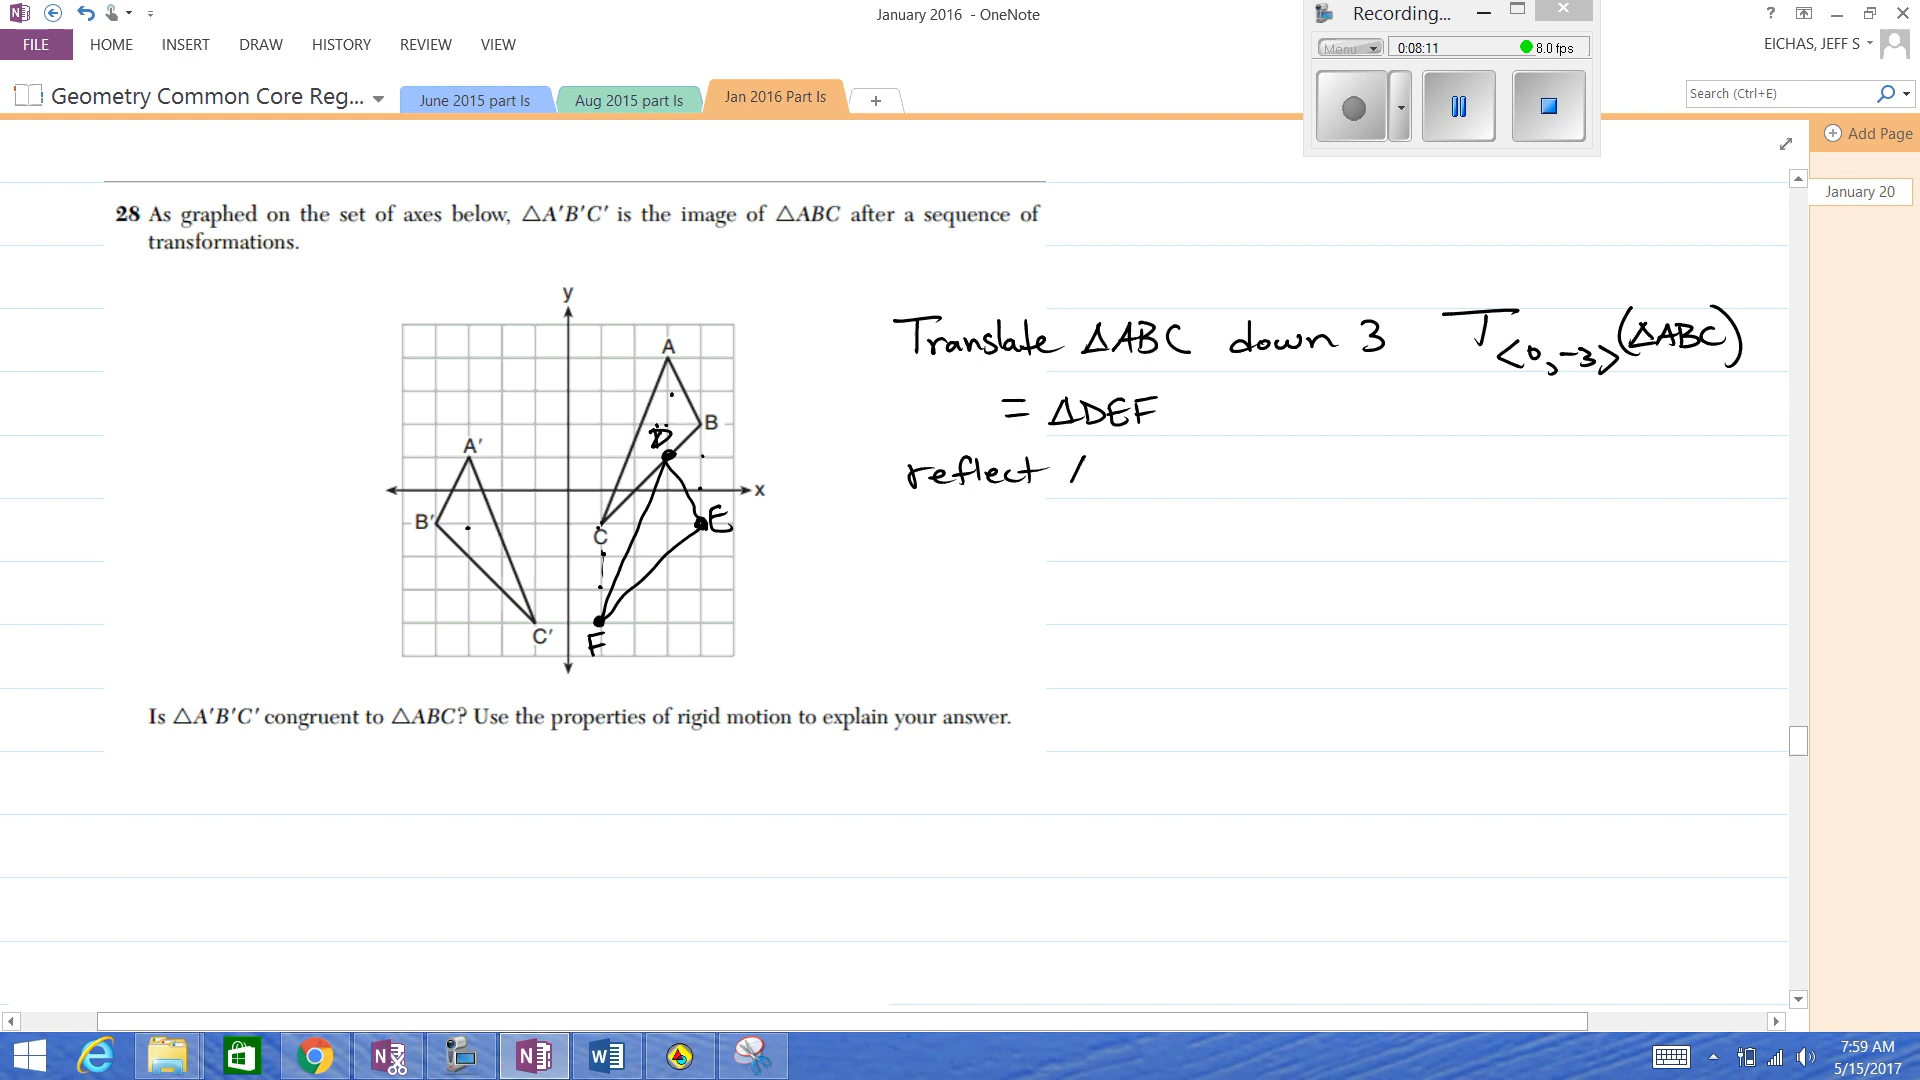 January 2016 - OneNote
Recording...
FILE HOME INSERT DRAW HISTORY REVIEW VIEW
EICHAS, JEFF S
Menu 0:08:11 8.0 fps
Geometry Common Core Reg...
June 2015 part Is
Aug 2015 part Is
Jan 2016 Part Is
+
Search (Ctrl+E)
Add Page
January 20
28 As graphed on the set of axes below, △A′B′C′ is the image of △ABC after a sequence of
transformations.
y
A
B
A′
x
B′
C
C′
D
E
F
Translate △ABC down 3 T<0,-3>(△ABC)
= △DEF
reflect /
Is △A′B′C′ congruent to △ABC? Use the properties of rigid motion to explain your answer.
7:59 AM
5/15/2017